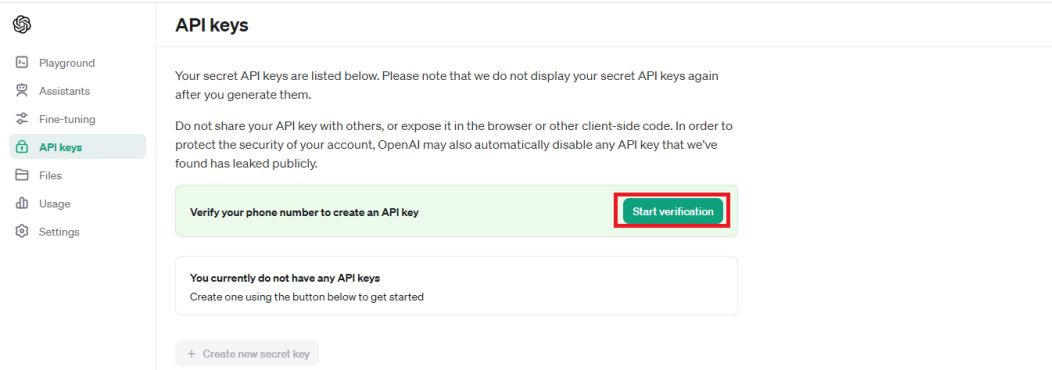 API keys
Playground
Assistants
Fine-tuning
API keys
Files
Usage
Settings
Your secret API keys are listed below. Please note that we do not display your secret API keys again
after you generate them.
Do not share your API key with others, or expose it in the browser or other client-side code. In order to
protect the security of your account, OpenAI may also automatically disable any API key that we've
found has leaked publicly.
Verify your phone number to create an API key
Start verification
You currently do not have any API keys
Create one using the button below to get started
+ Create new secret key